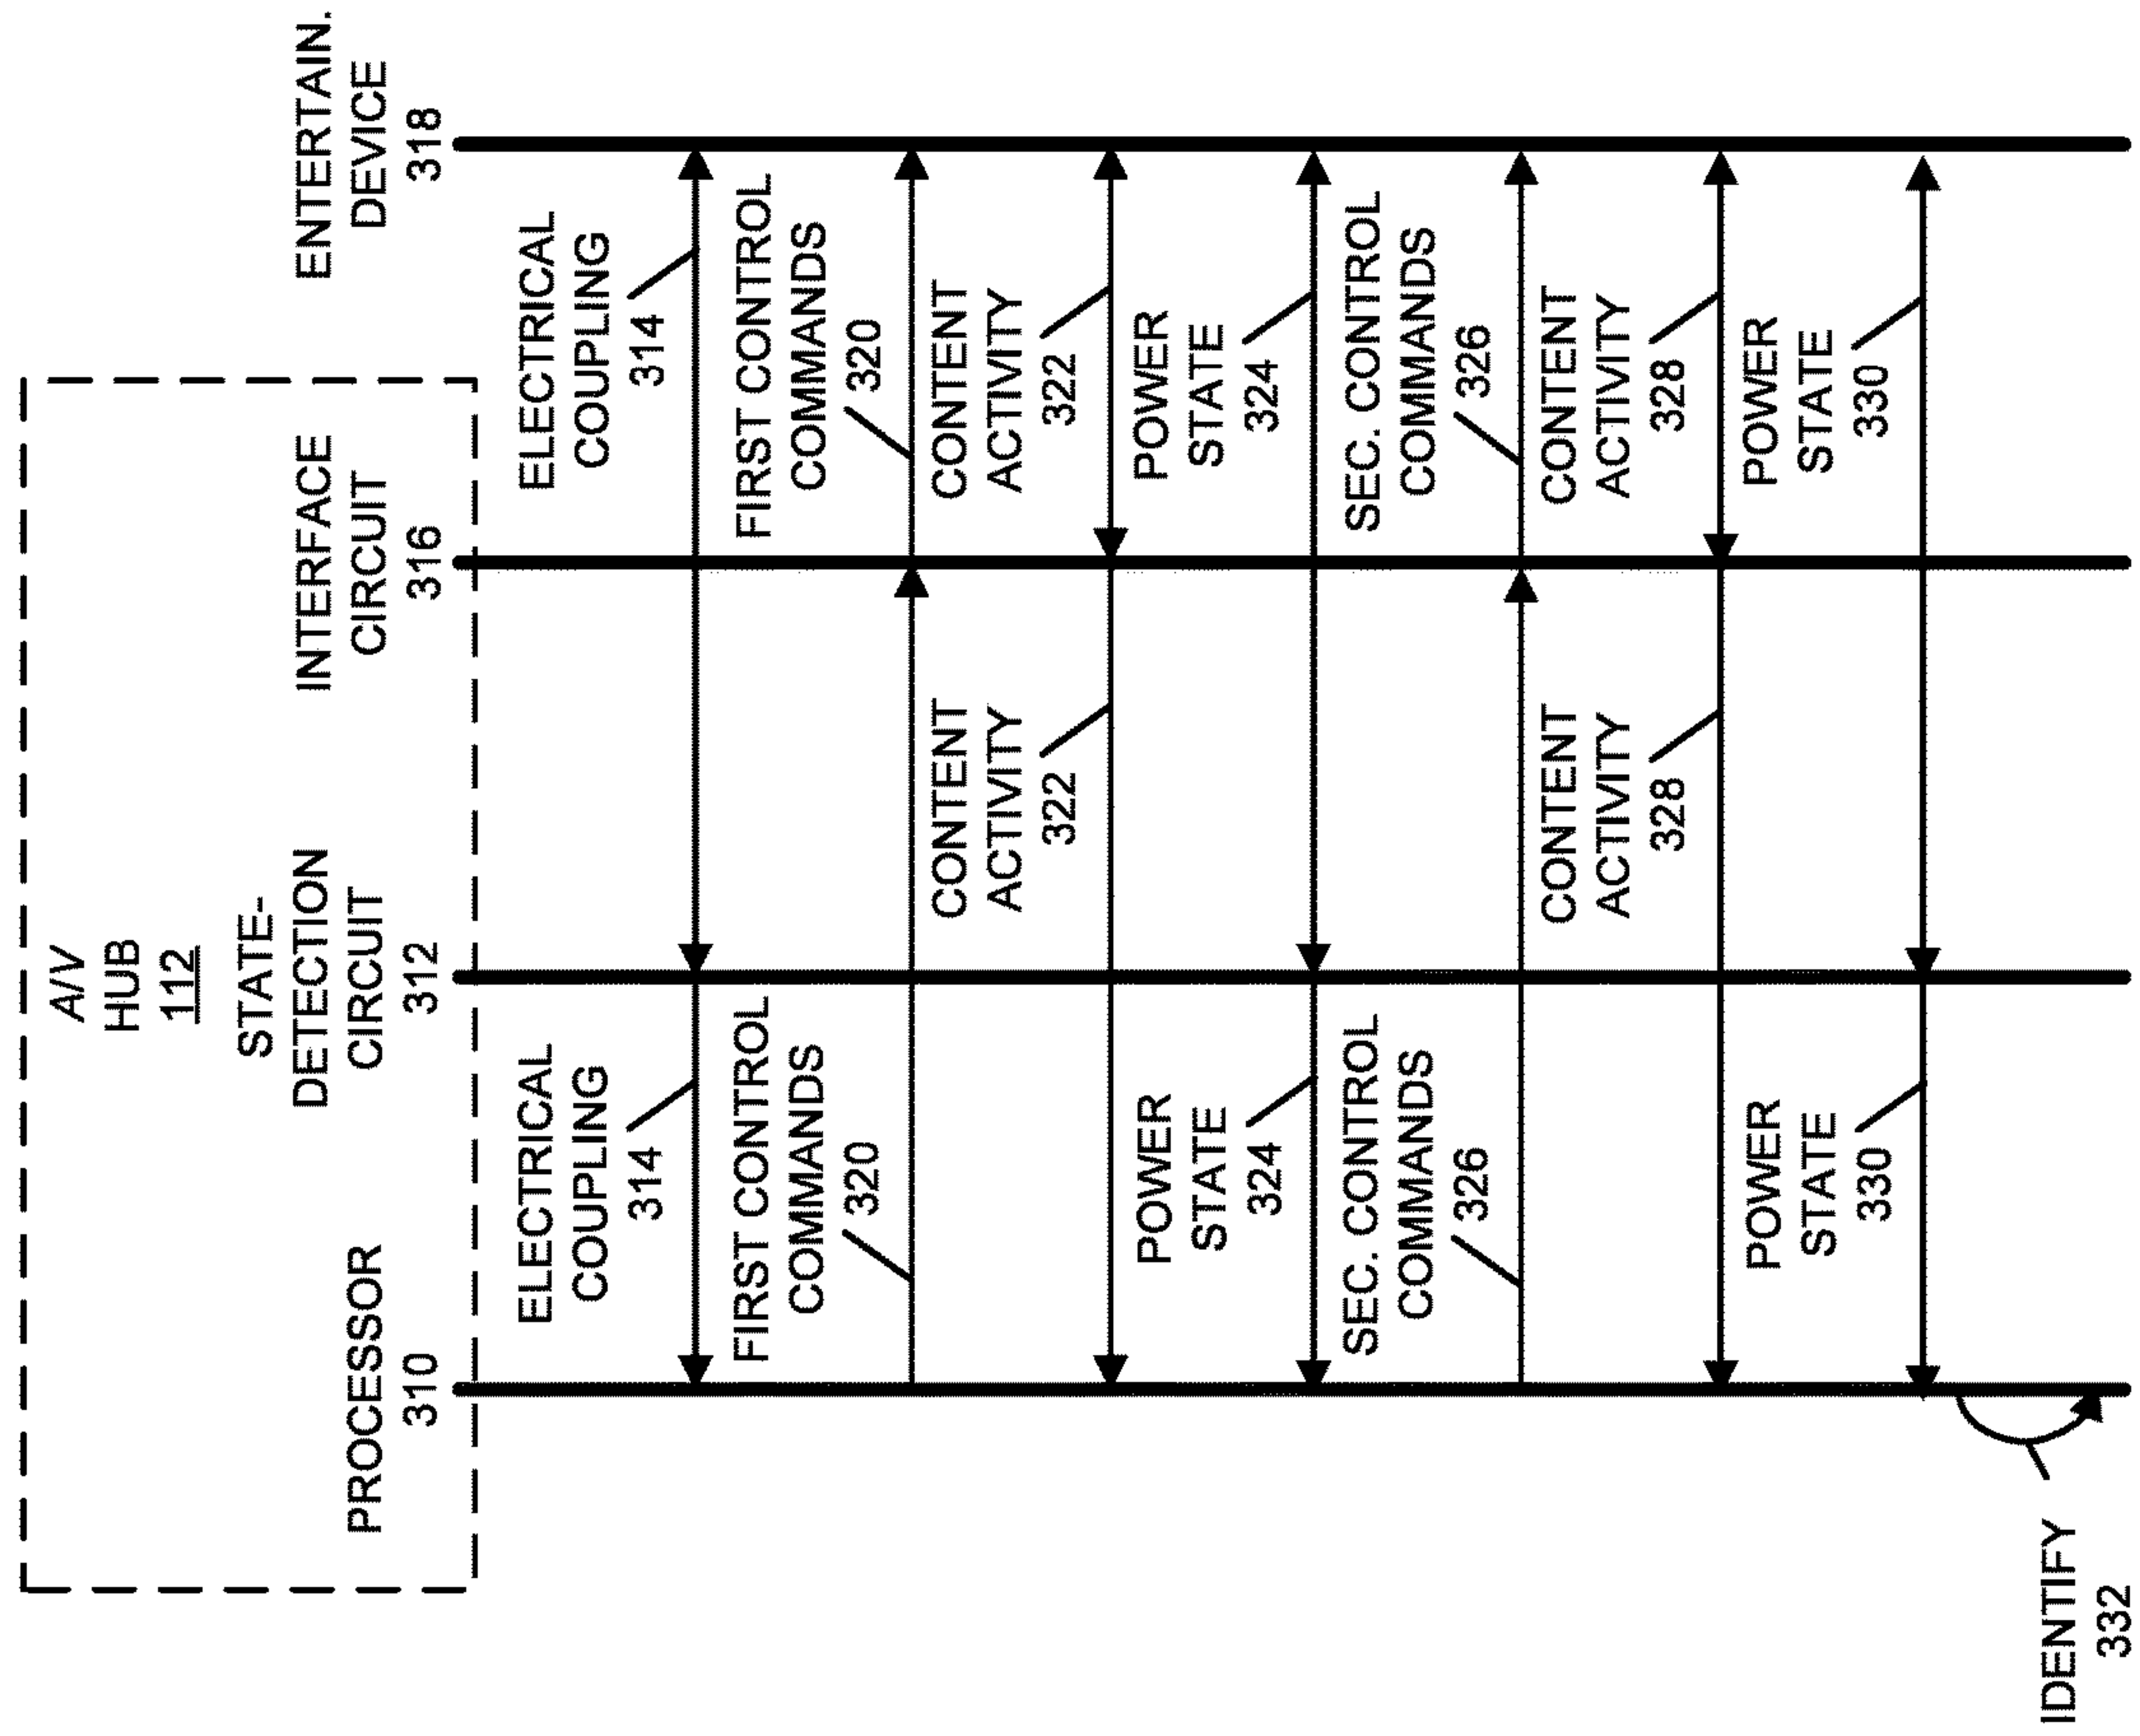 A/V
HUB
112
PROCESSOR
310
STATE-
DETECTION
CIRCUIT
312
INTERFACE
CIRCUIT
316
ENTERTAIN.
DEVICE
318
ELECTRICAL
COUPLING
314
ELECTRICAL
COUPLING
314
FIRST CONTROL
COMMANDS
320
FIRST CONTROL
COMMANDS
320
CONTENT
ACTIVITY
322
CONTENT
ACTIVITY
322
POWER
STATE
324
POWER
STATE
324
SEC. CONTROL
COMMANDS
326
SEC. CONTROL
COMMANDS
326
CONTENT
ACTIVITY
328
CONTENT
ACTIVITY
328
POWER
STATE
330
POWER
STATE
330
IDENTIFY
332